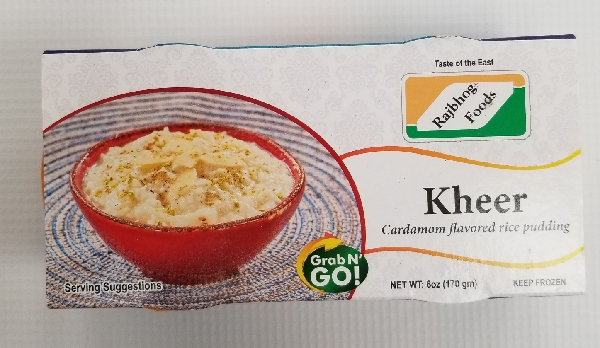 Taste of the East
Rajbhog
Foods
Kheer
Cardamom flavored rice pudding
Grab N'
GO!
Serving Suggestions
NET WT: 6oz (170 gm)
KEEP FROZEN